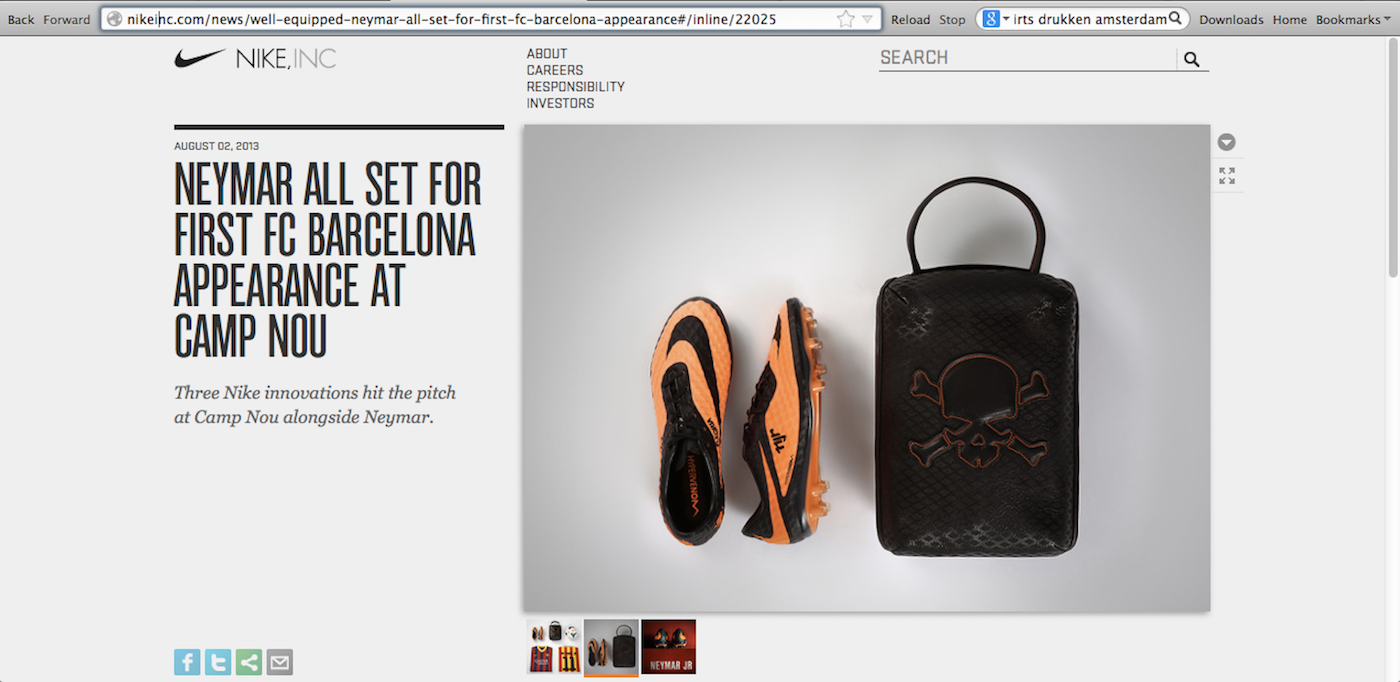 Back Forward nikeinc.com/news/well-equipped-neymar-all-set-for-first-fc-barcelona-appearance#/inline/22025 Reload Stop irts drukken amsterdam Downloads Home Bookmarks
NIKE, INC
ABOUT
CAREERS
RESPONSIBILITY
INVESTORS
SEARCH
AUGUST 02, 2013
NEYMAR ALL SET FOR
FIRST FC BARCELONA
APPEARANCE AT
CAMP NOU
Three Nike innovations hit the pitch
at Camp Nou alongside Neymar.
HYPERVENOM
NEYMAR JR